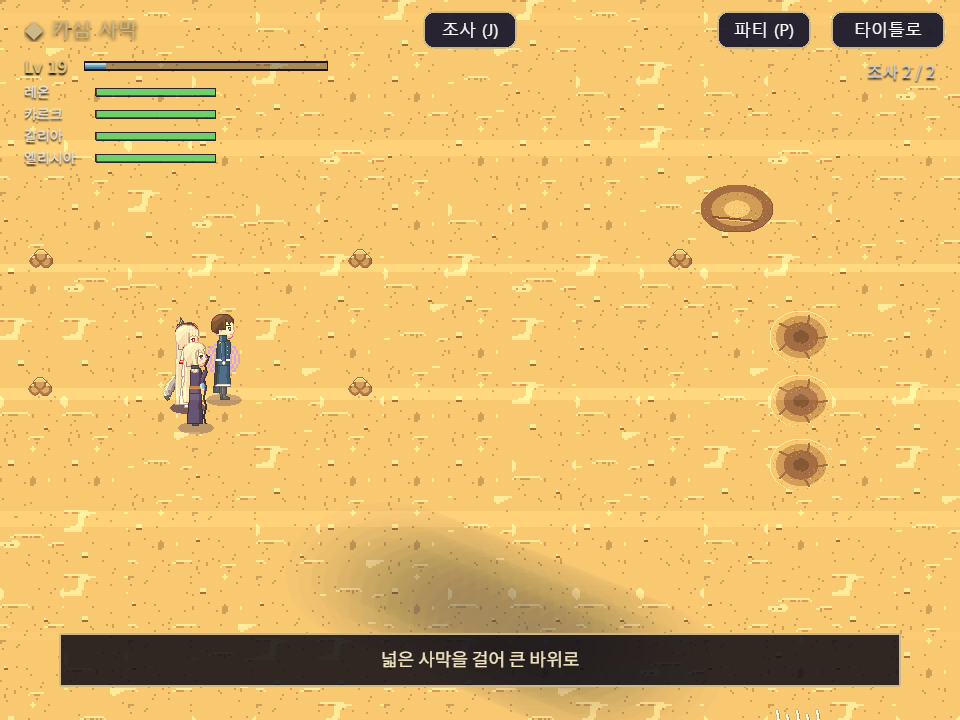 카심 사막
조사 (J)
파티 (P)
타이틀로
Lv 19
조사 2 / 2
레온
카르크
갈리아
엘리시아
넓은 사막을 걸어 큰 바위로